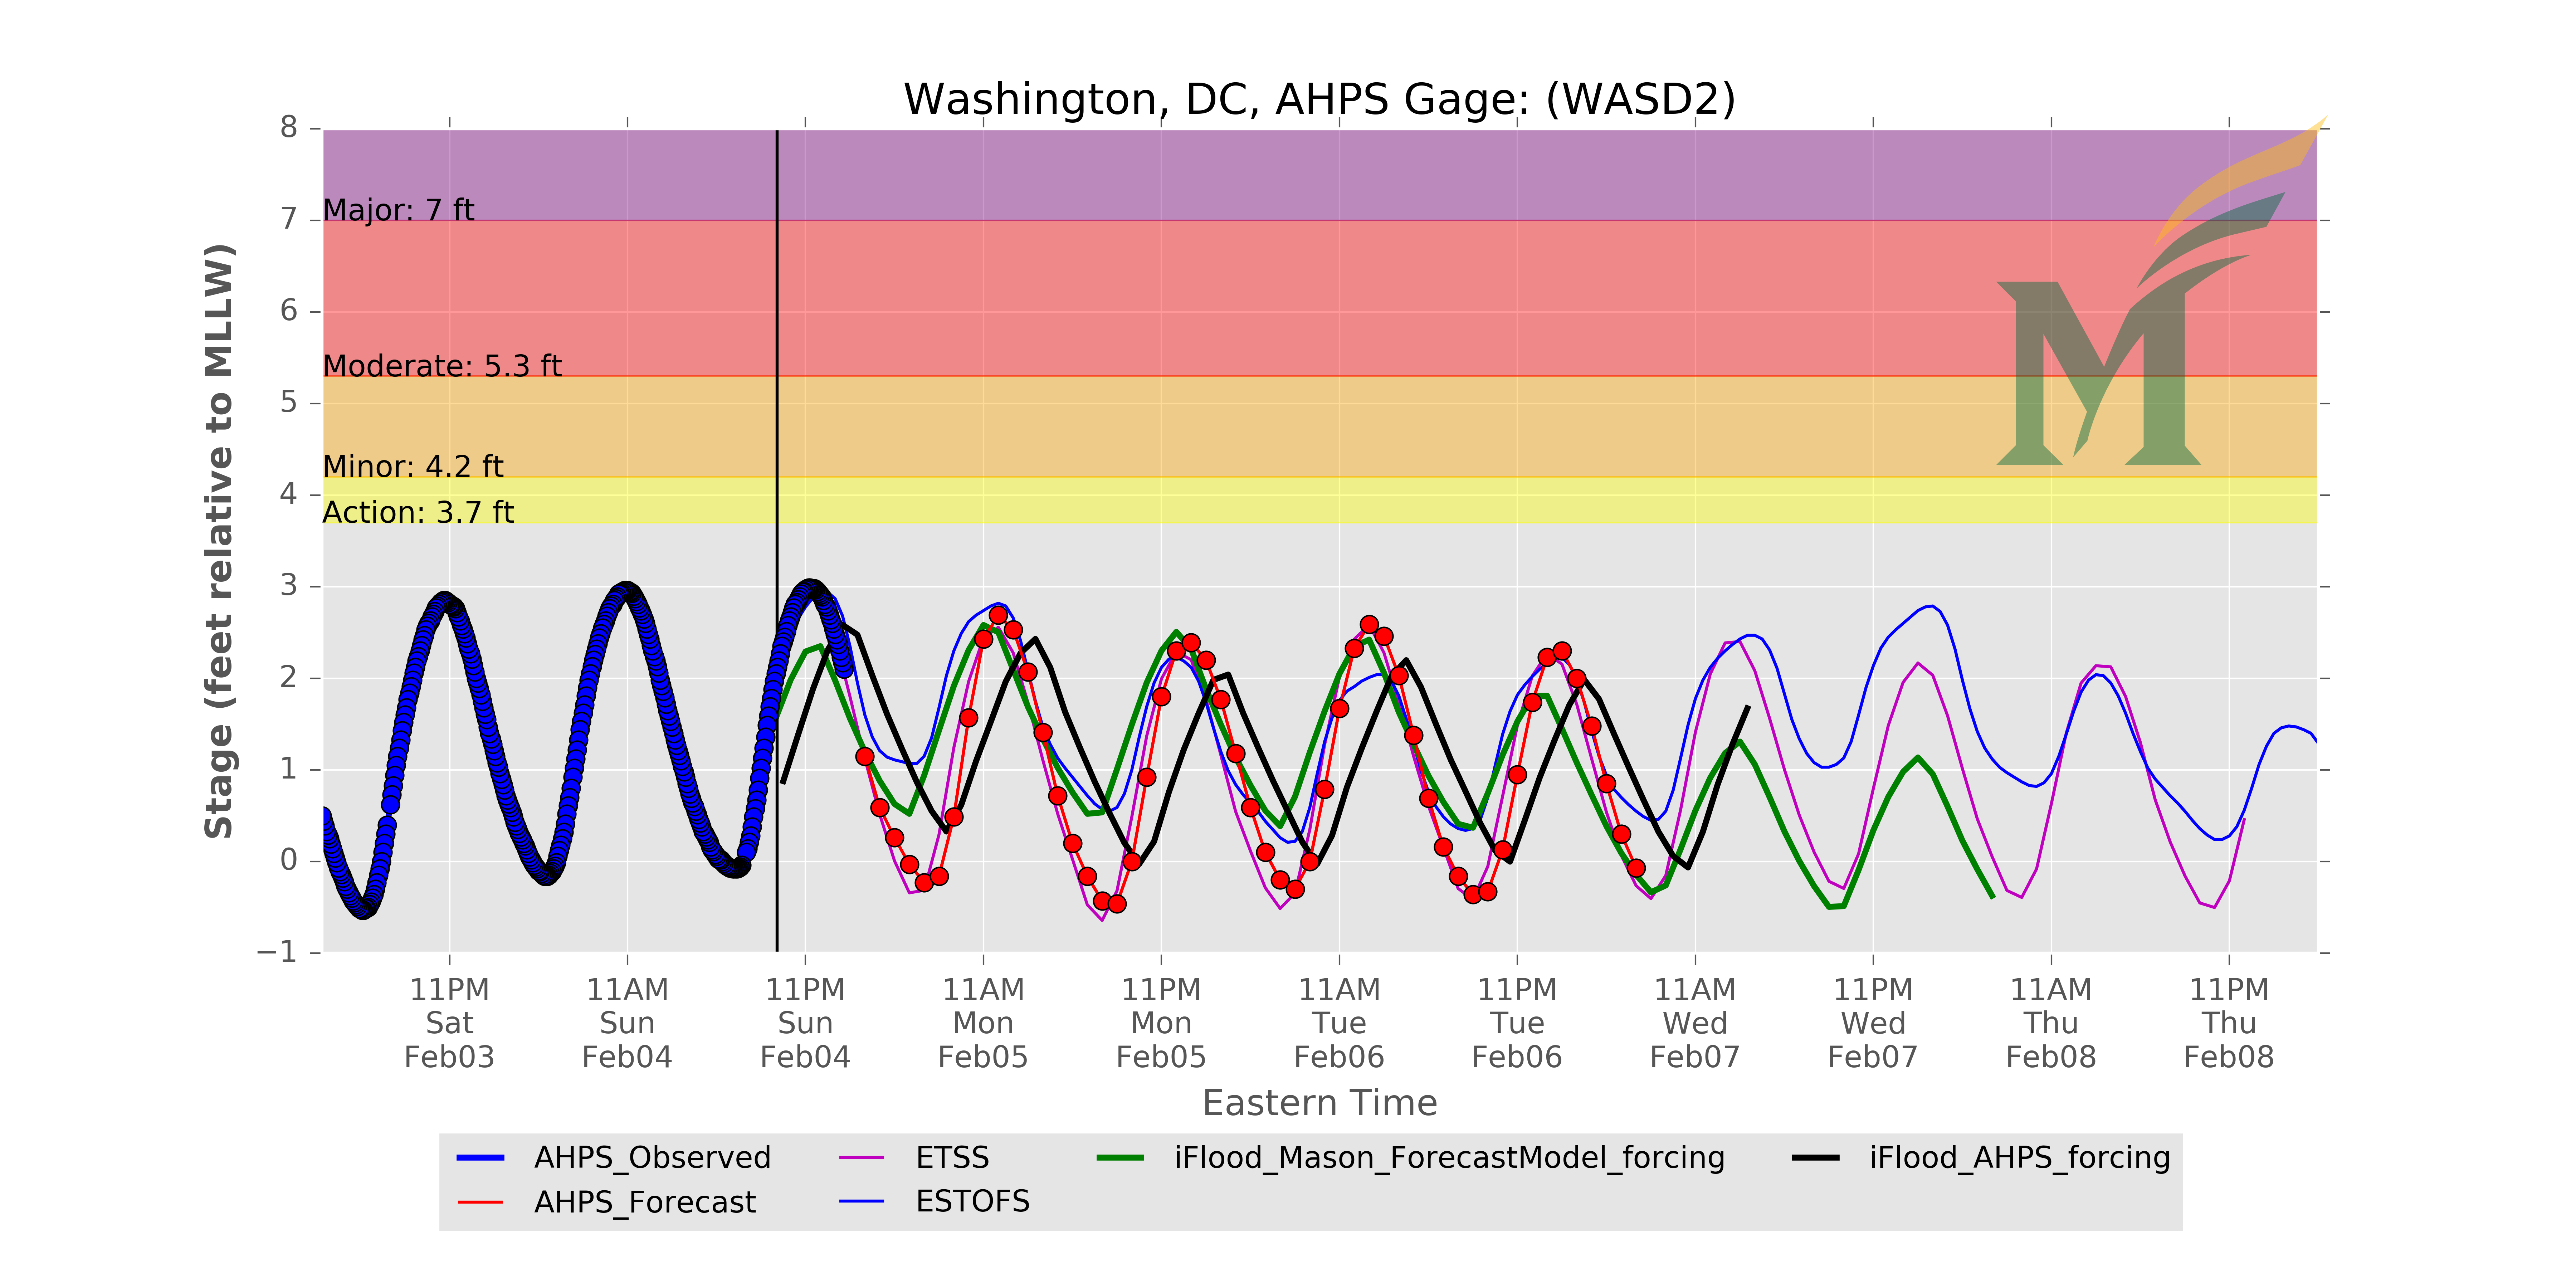 Washington, DC, AHPS Gage: (WASD2)
Stage (feet relative to MLLW)
8
7
6
5
4
3
2
1
0
−1
Major: 7 ft
Moderate: 5.3 ft
Minor: 4.2 ft
Action: 3.7 ft
11PM 11AM 11PM 11AM 11PM 11AM 11PM 11AM 11PM 11AM 11PM
Sat Sun Sun Mon Mon Tue Tue Wed Wed Thu Thu
Feb03 Feb04 Feb04 Feb05 Feb05 Feb06 Feb06 Feb07 Feb07 Feb08 Feb08
Eastern Time
AHPS_Observed ETSS iFlood_Mason_ForecastModel_forcing iFlood_AHPS_forcing
AHPS_Forecast ESTOFS